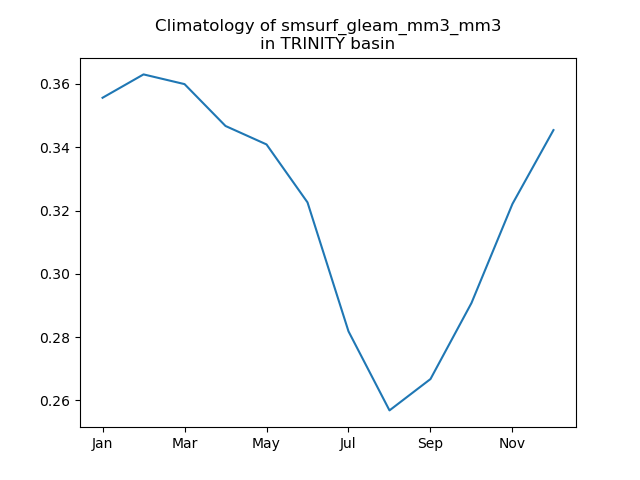 Climatology of smsurf_gleam_mm3_mm3
in TRINITY basin
0.36
0.34
0.32
0.30
0.28
0.26
Jan Mar May Jul Sep Nov